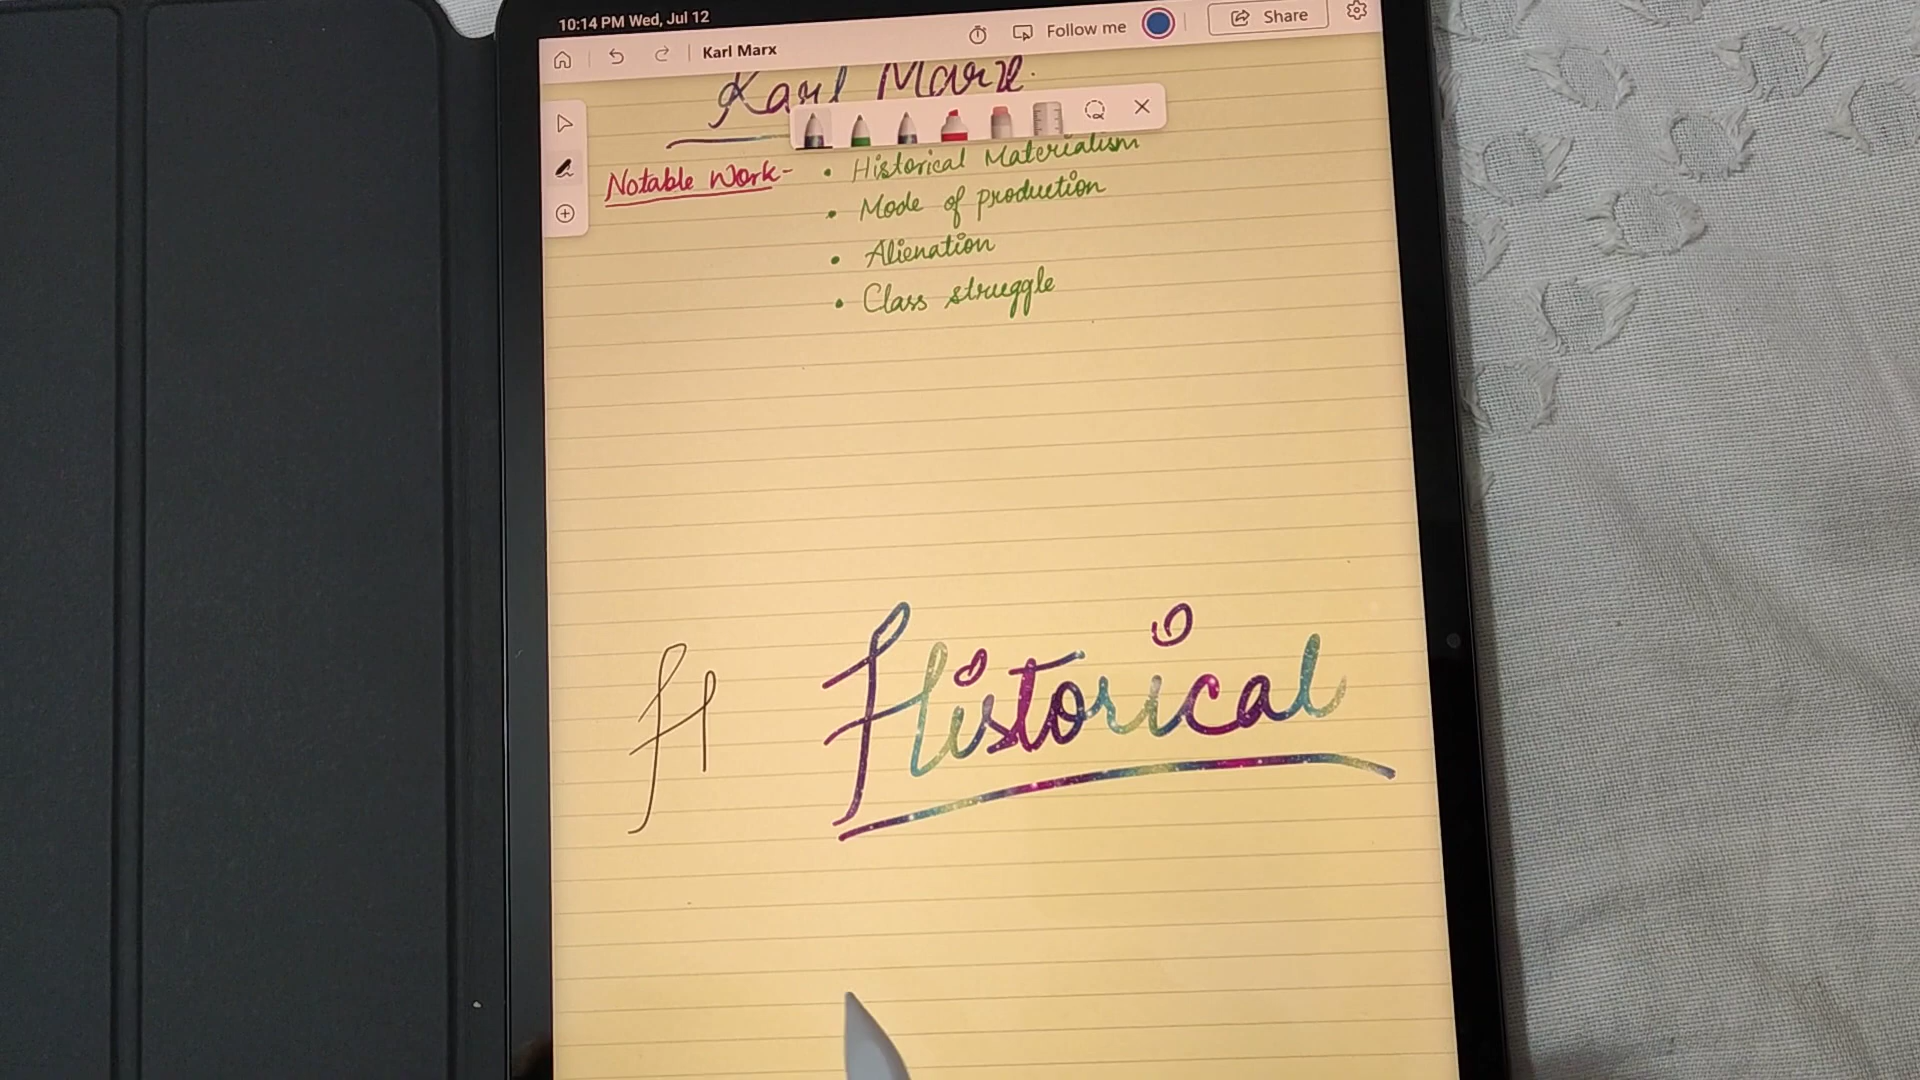 10:14 PM Wed, Jul 12
Karl Marx Follow me Share
Karl Marx.
Notable Work- • Historical Materialism
• Mode of production
• Alienation
• Class struggle
H Historical